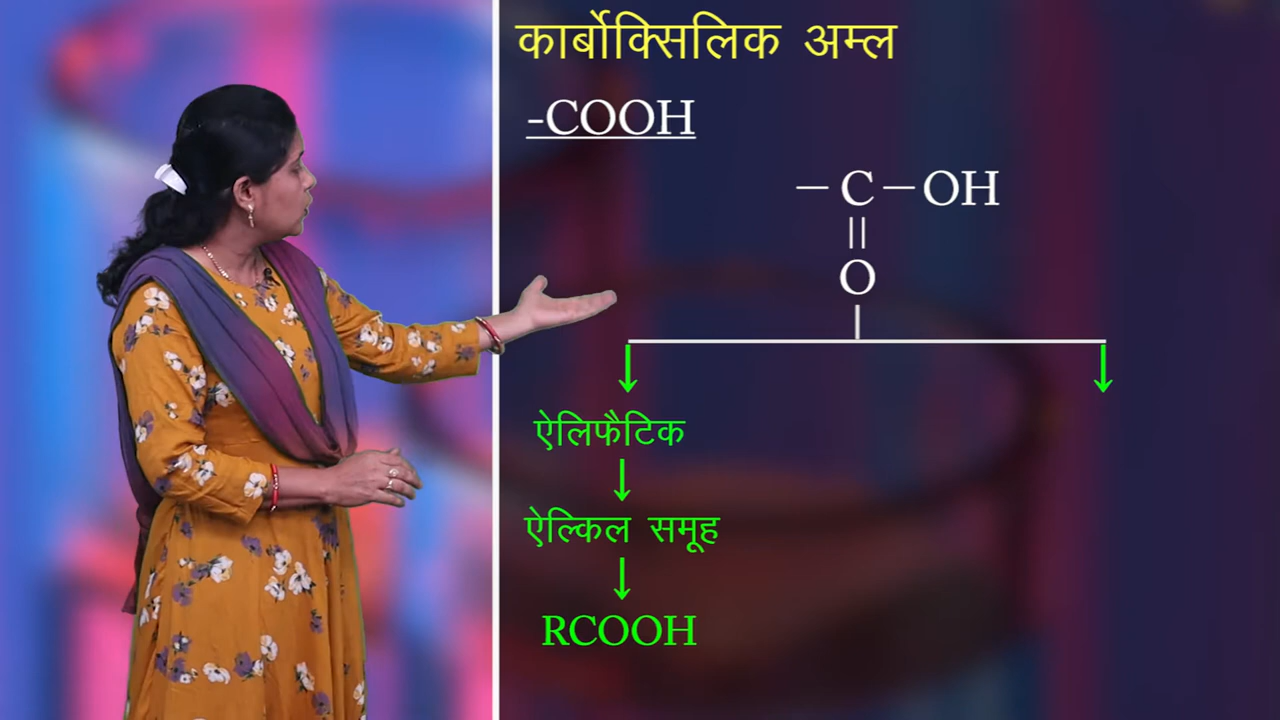 कार्बोक्सिलिक अम्ल
-COOH
– C – OH
||
O
ऐलिफैटिक
↓
ऐल्किल समूह
↓
RCOOH